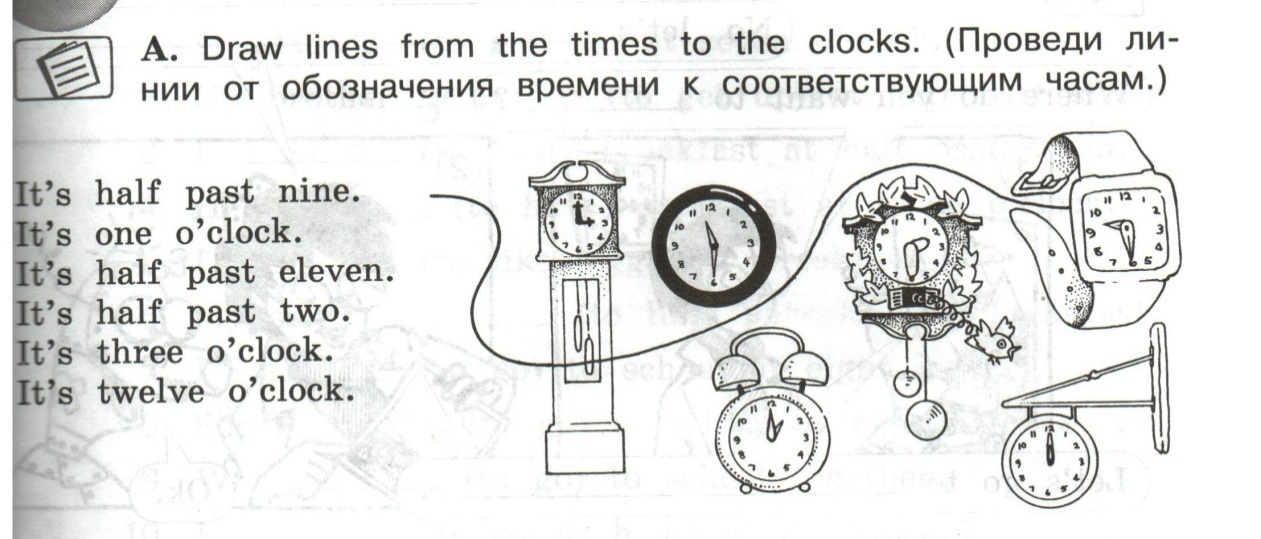 A. Draw lines from the times to the clocks. (Проведи ли-
нии от обозначения времени к соответствующим часам.)
It's half past nine.
It's one o'clock.
It's half past eleven.
It's half past two.
It's three o'clock.
It's twelve o'clock.